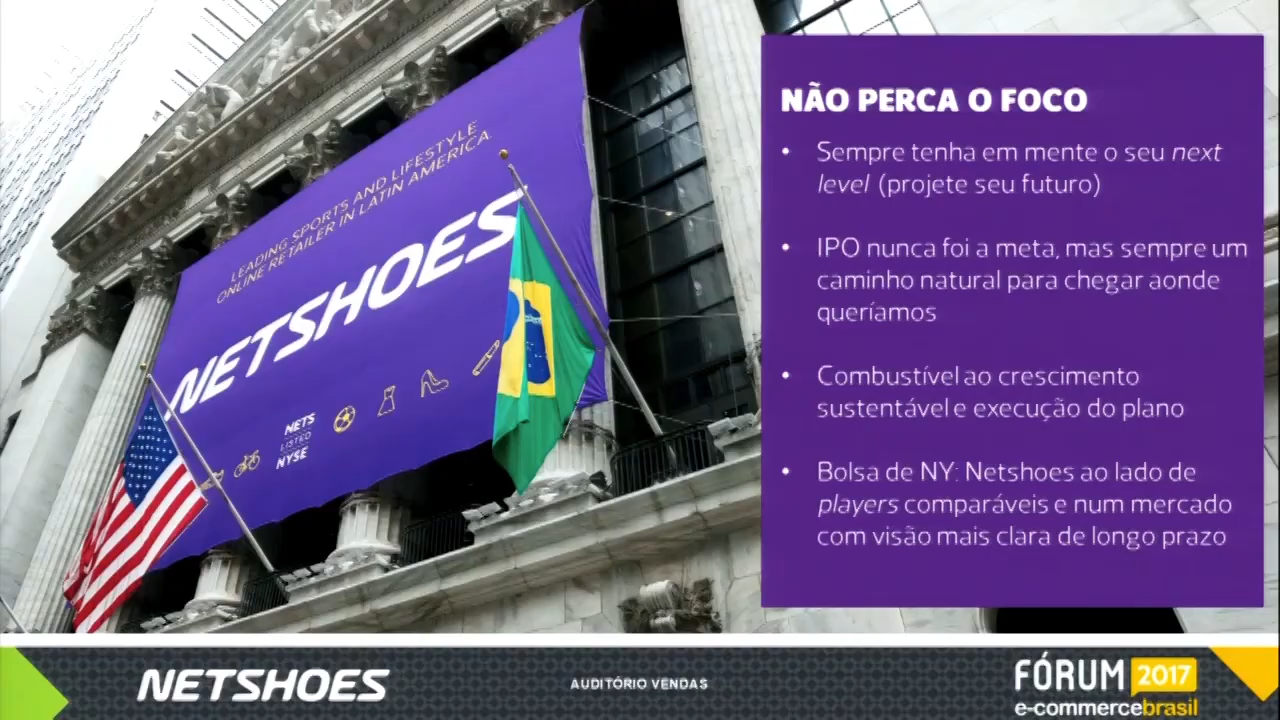 LEADING SPORTS AND LIFESTYLE
ONLINE RETAILER IN LATIN AMERICA
NETSHOES
NETS
LISTED
NYSE
NÃO PERCA O FOCO
• Sempre tenha em mente o seu next
level (projete seu futuro)
• IPO nunca foi a meta, mas sempre um
caminho natural para chegar aonde
queríamos
• Combustível ao crescimento
sustentável e execução do plano
• Bolsa de NY: Netshoes ao lado de
players comparáveis e num mercado
com visão mais clara de longo prazo
NETSHOES
AUDITÓRIO VENDAS
FÓRUM 2017
e-commercebrasil